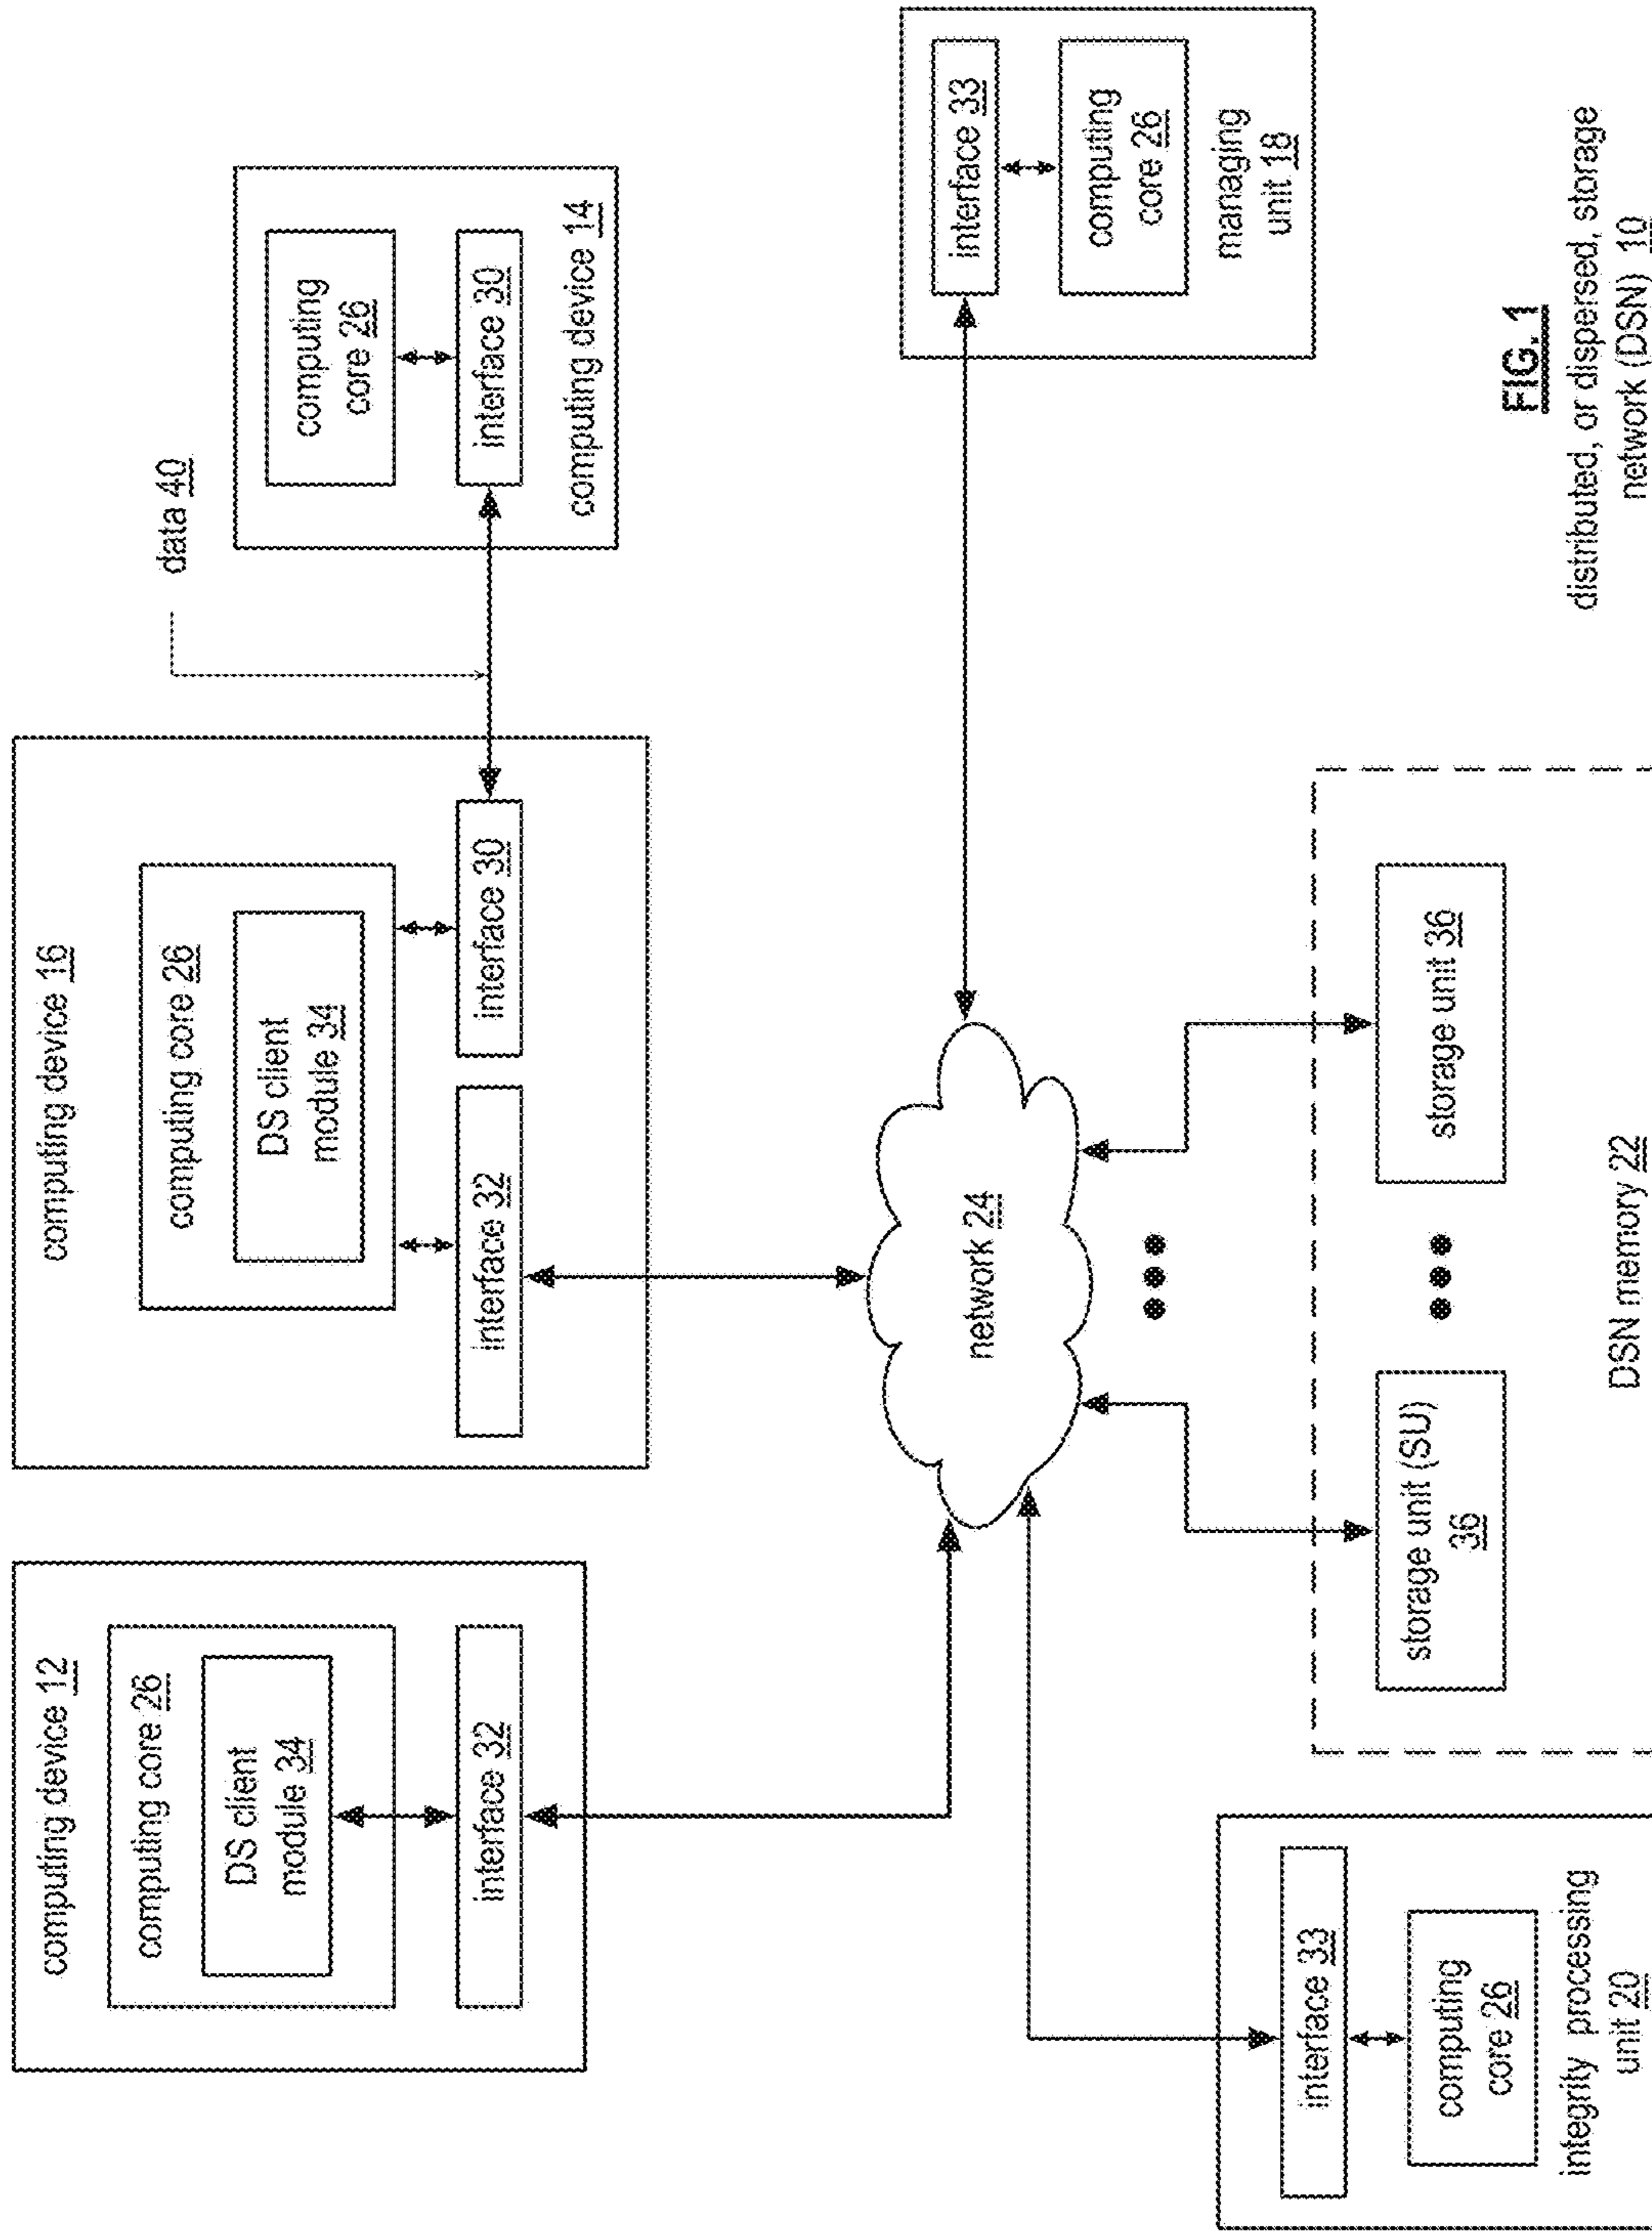 computing device 12
computing core 26
DS client
module 34
interface 32
computing device 16
computing core 26
DS client
module 34
interface 32
interface 30
data 40
computing
core 26
interface 30
computing device 14
network 24
interface 33
computing
core 26
managing
unit 18
interface 33
computing
core 26
integrity processing
unit 20
storage unit (SU)
36
storage unit 36
DSN memory 22
FIG. 1
distributed, or dispersed, storage
network (DSN) 10